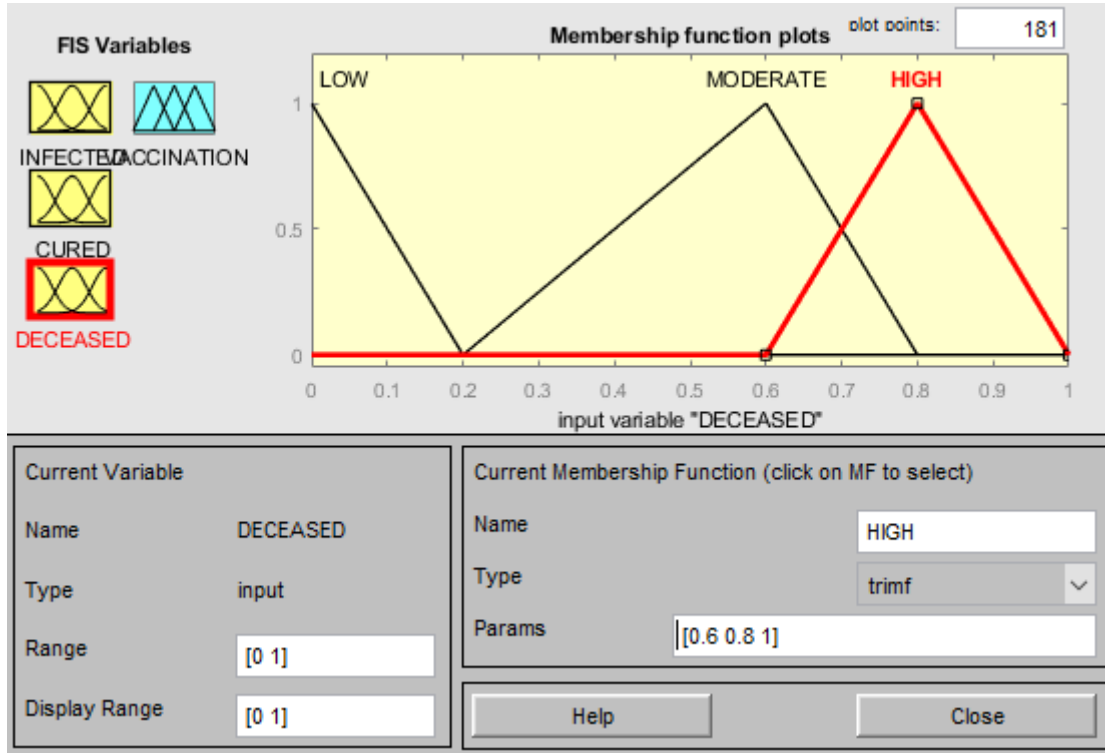 FIS Variables
Membership function plots
plot points:
181
INFECTED
VACCINATION
CURED
DECEASED
LOW
MODERATE
HIGH
1
0.5
0
0
0.1
0.2
0.3
0.4
0.5
0.6
0.7
0.8
0.9
1
input variable "DECEASED"
Current Variable
Name
DECEASED
Type
input
Range
[0 1]
Display Range
[0 1]
Current Membership Function (click on MF to select)
Name
HIGH
Type
trimf
Params
[0.6 0.8 1]
Help
Close